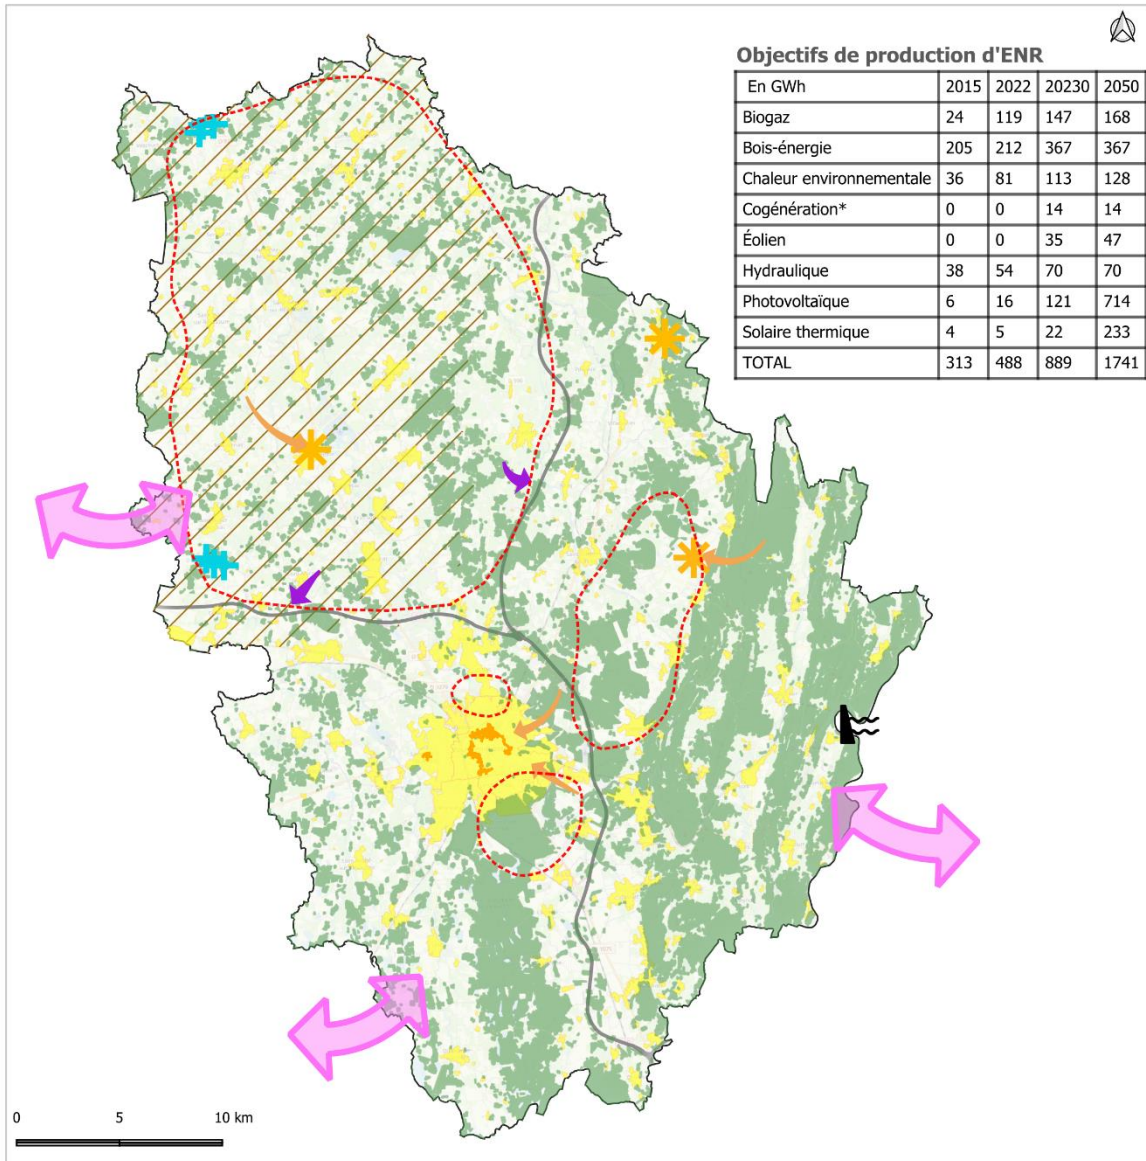 Objectifs de production d'ENR
En GWh 2015 2022 20230 2050
Biogaz 24 119 147 168
Bois-énergie 205 212 367 367
Chaleur environnementale 36 81 113 128
Cogénération* 0 0 14 14
Éolien 0 0 35 47
Hydraulique 38 54 70 70
Photovoltaïque 6 16 121 714
Solaire thermique 4 5 22 233
TOTAL 313 488 889 1741
0 5 10 km